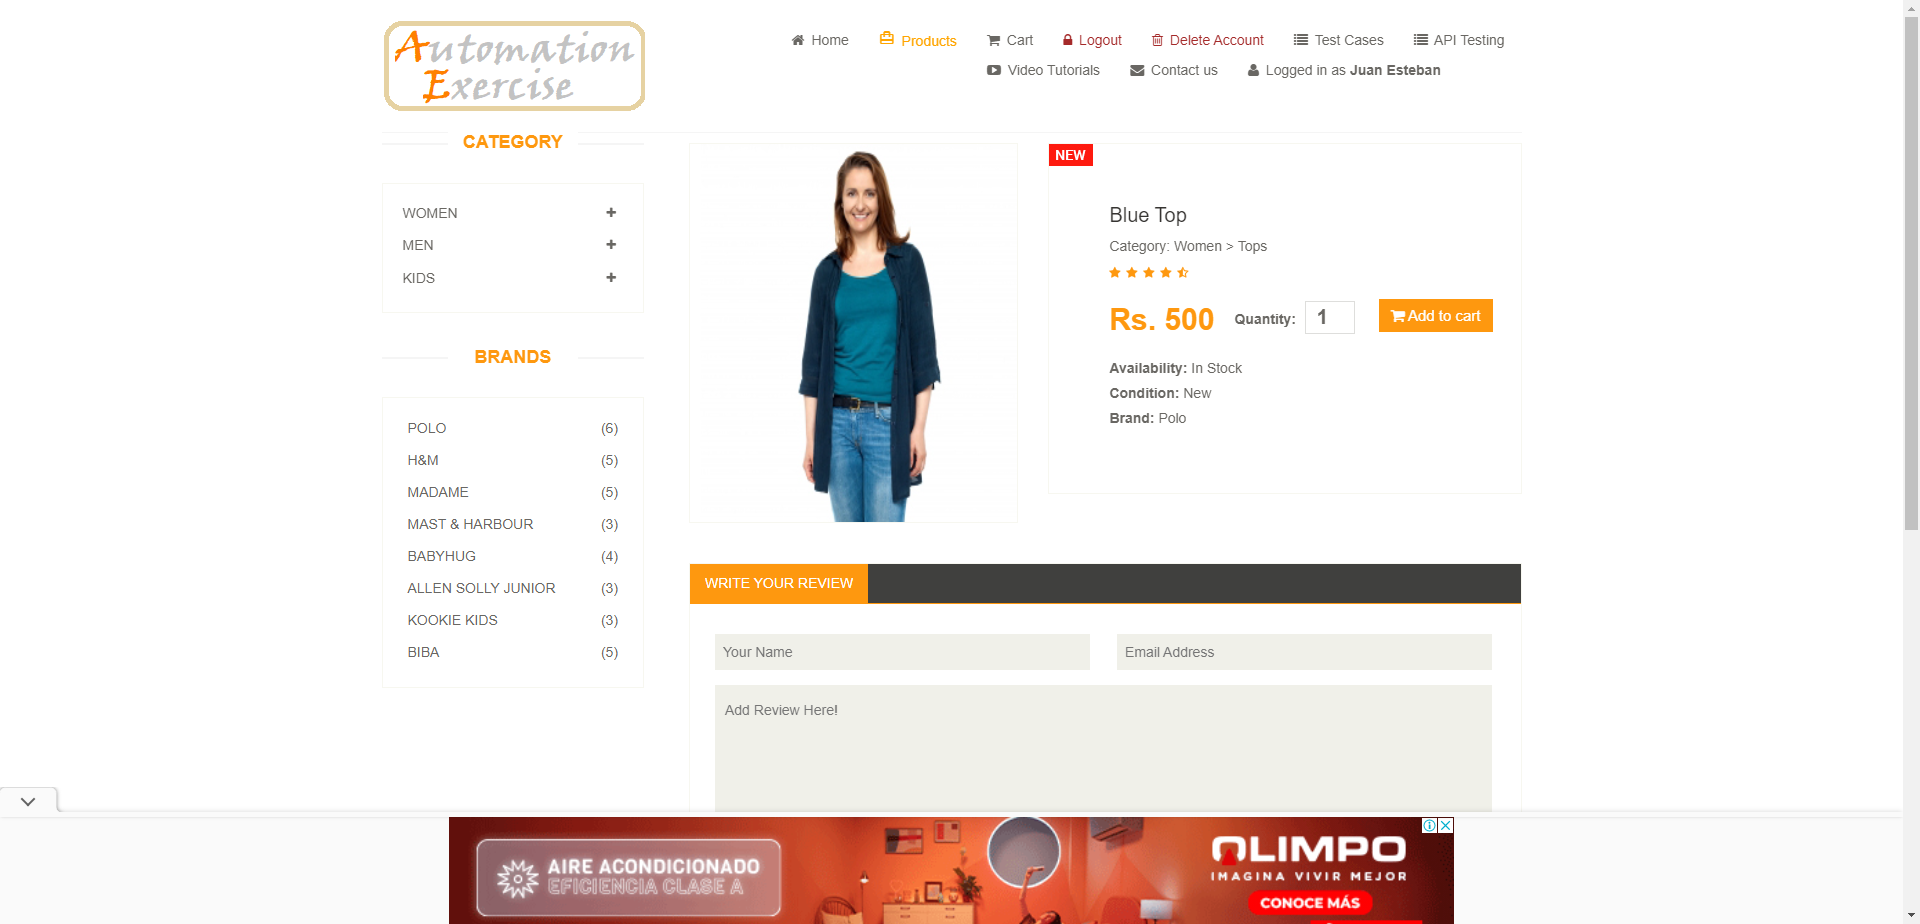 Automation
Exercise
Home
Products
Cart
Logout
Delete Account
Test Cases
API Testing
Video Tutorials
Contact us
Logged in as Juan Esteban
CATEGORY
WOMEN
MEN
KIDS
BRANDS
POLO (6)
H&M (5)
MADAME (5)
MAST & HARBOUR (3)
BABYHUG (4)
ALLEN SOLLY JUNIOR (3)
KOOKIE KIDS (3)
BIBA (5)
NEW
Blue Top
Category: Women > Tops
Rs. 500 Quantity: 1 Add to cart
Availability: In Stock
Condition: New
Brand: Polo
WRITE YOUR REVIEW
Your Name
Email Address
Add Review Here!
AIRE ACONDICIONADO
EFICIENCIA CLASE A
OLIMPO
IMAGINA VIVIR MEJOR
CONOCE MÁS